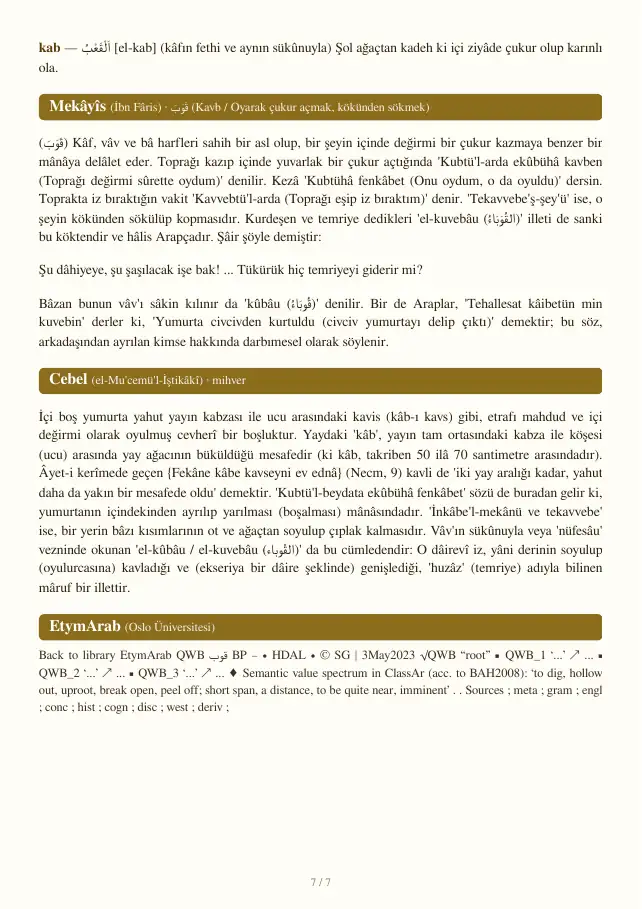 kab — اَلْقَعْبُ [el-kab] (kâfın fethi ve aynın sükûnuyla) Şol ağaçtan kadeh ki içi ziyâde çukur olup karınlı
ola.
Mekâyîs (İbn Fâris) · قَوَبَ (Kavb / Oyarak çukur açmak, kökünden sökmek)
(قَوَبَ) Kâf, vâv ve bâ harfleri sahih bir asl olup, bir şeyin içinde değirmi bir çukur kazmaya benzer bir
mânâya delâlet eder. Toprağı kazıp içinde yuvarlak bir çukur açtığında 'Kubtü'l-arda ekûbühâ kavben
(Toprağı değirmi sûrette oydum)' denilir. Kezâ 'Kubtühâ fenkâbet (Onu oydum, o da oyuldu)' dersin.
Toprakta iz bıraktığın vakit 'Kavvebtü'l-arda (Toprağı eşip iz bıraktım)' denir. 'Tekavvebe'ş-şey'ü' ise, o
şeyin kökünden sökülüp kopmasıdır. Kurdeşen ve temriye dedikleri 'el-kuvebâu (القُوَبَاءُ)' illeti de sanki
bu köktendir ve hâlis Arapçadır. Şâir şöyle demiştir:
Şu dâhiyeye, şu şaşılacak işe bak! ... Tükürük hiç temriyeyi giderir mi?
Bâzan bunun vâv'ı sâkin kılınır da 'kûbâu (قُوبَاءُ)' denilir. Bir de Araplar, 'Tehallesat kâibetün min
kuvebin' derler ki, 'Yumurta civcivden kurtuldu (civciv yumurtayı delip çıktı)' demektir; bu söz,
arkadaşından ayrılan kimse hakkında darbımesel olarak söylenir.
Cebel (el-Mu'cemü'l-İştikâkî) · mihver
İçi boş yumurta yahut yayın kabzası ile ucu arasındaki kavis (kâb-ı kavs) gibi, etrafı mahdud ve içi
değirmi olarak oyulmuş cevherî bir boşluktur. Yaydaki 'kâb', yayın tam ortasındaki kabza ile köşesi
(ucu) arasında yay ağacının büküldüğü mesafedir (ki kâb, takriben 50 ilâ 70 santimetre arasındadır).
Âyet-i kerîmede geçen {Fekâne kâbe kavseyni ev ednâ} (Necm, 9) kavli de 'iki yay aralığı kadar, yahut
daha da yakın bir mesafede oldu' demektir. 'Kubtü'l-beydata ekûbühâ fenkâbet' sözü de buradan gelir ki,
yumurtanın içindekinden ayrılıp yarılması (boşalması) mânâsındadır. 'İnkâbe'l-mekânü ve tekavvebe'
ise, bir yerin bâzı kısımlarının ot ve ağaçtan soyulup çıplak kalmasıdır. Vâv'ın sükûnuyla veya 'nüfesâu'
vezninde okunan 'el-kûbâu / el-kuvebâu (القُوباء)' da bu cümledendir: O dâirevî iz, yâni derinin soyulup
(oyulurcasına) kavladığı ve (ekseriya bir dâire şeklinde) genişlediği, 'huzâz' (temriye) adıyla bilinen
mâruf bir illettir.
EtymArab (Oslo Üniversitesi)
Back to library EtymArab QWB قوب BP – • HDAL • © SG | 3May2023 √QWB “root” ▪ QWB_1 ‘...’ ↗ ... ▪
QWB_2 ‘...’ ↗ ... ▪ QWB_3 ‘...’ ↗ ... ♦ Semantic value spectrum in ClassAr (acc. to BAH2008): ‘to dig, hollow
out, uproot, break open, peel off; short span, a distance, to be quite near, imminent’ . . Sources ; meta ; gram ; engl
; conc ; hist ; cogn ; disc ; west ; deriv ;
7 / 7